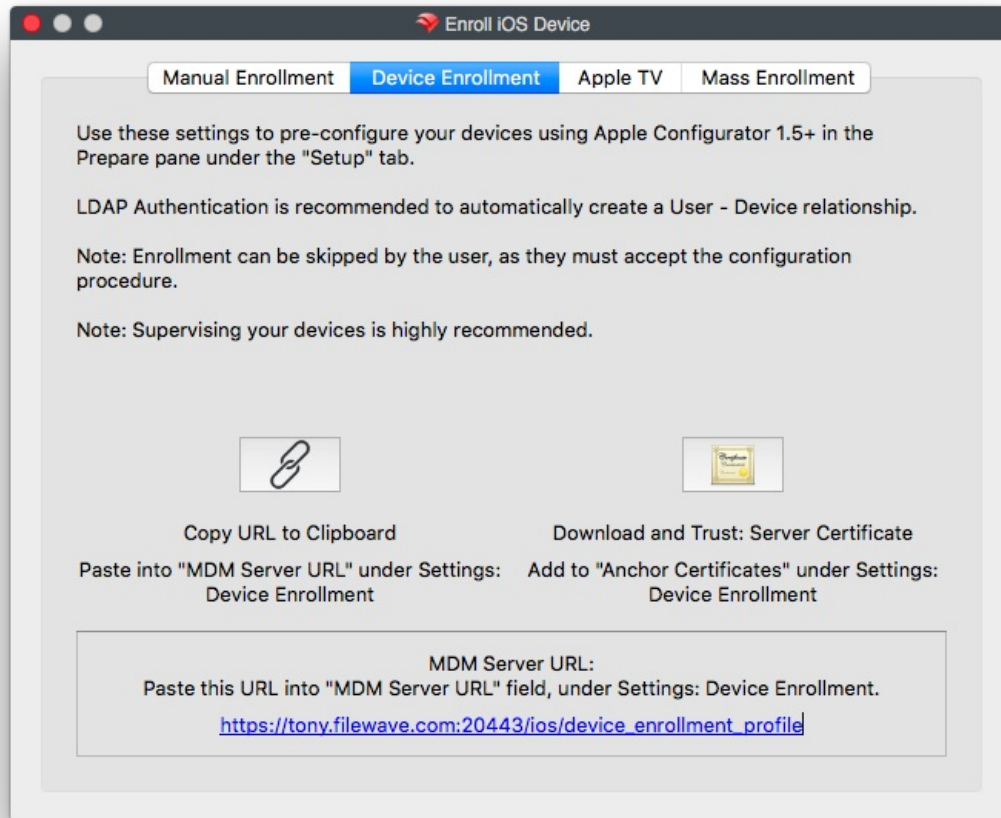 Enroll iOS Device
Manual Enrollment
Device Enrollment
Apple TV
Mass Enrollment
Use these settings to pre-configure your devices using Apple Configurator 1.5+ in the
Prepare pane under the "Setup" tab.
LDAP Authentication is recommended to automatically create a User - Device relationship.
Note: Enrollment can be skipped by the user, as they must accept the configuration
procedure.
Note: Supervising your devices is highly recommended.
Copy URL to Clipboard
Paste into "MDM Server URL" under Settings:
Device Enrollment
Download and Trust: Server Certificate
Add to "Anchor Certificates" under Settings:
Device Enrollment
MDM Server URL:
Paste this URL into "MDM Server URL" field, under Settings: Device Enrollment.
https://tony.filewave.com:20443/ios/device_enrollment_profile